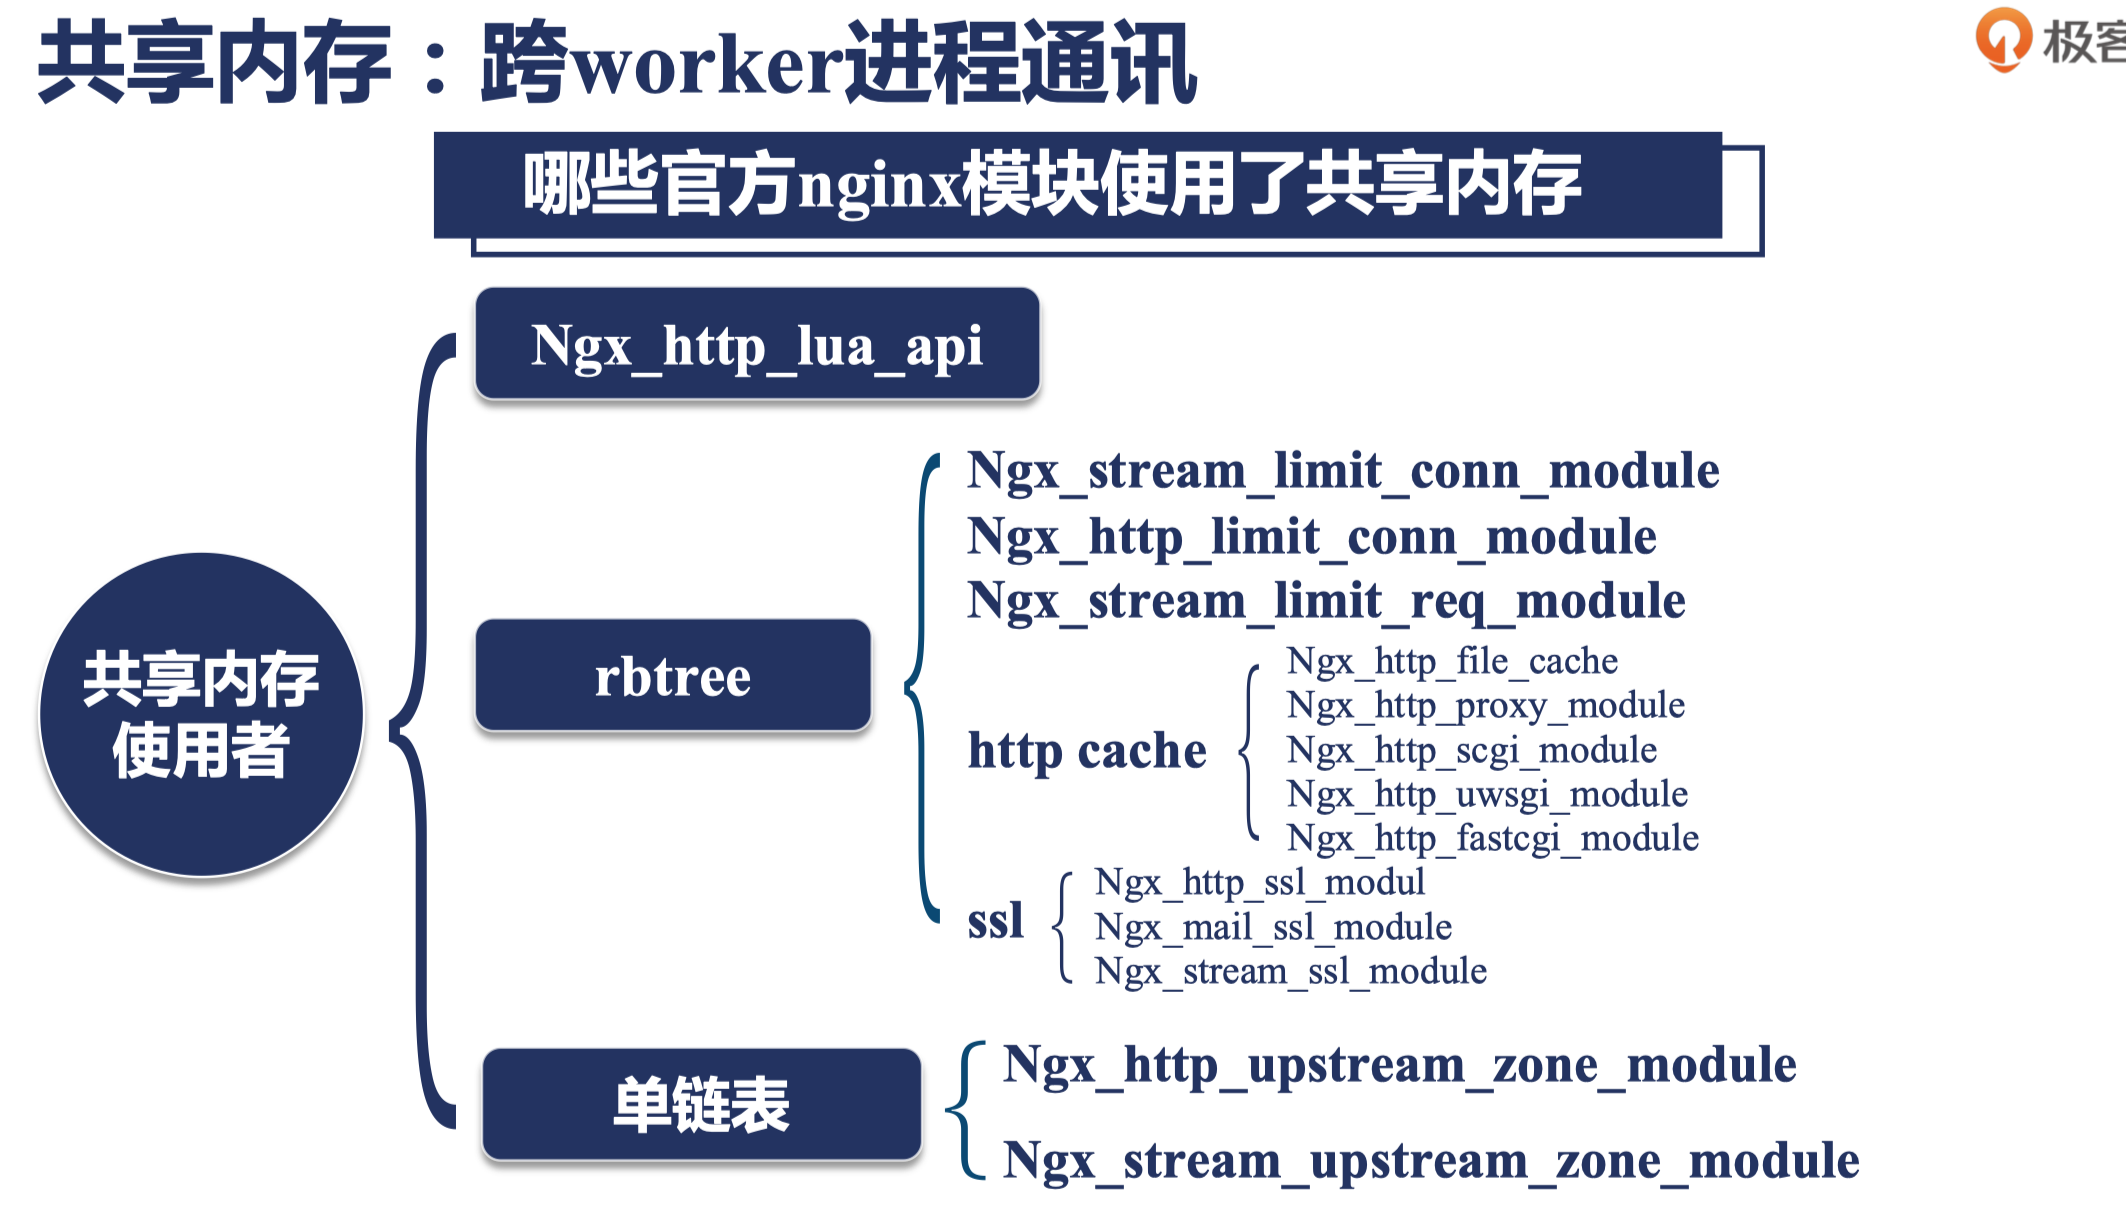 共享内存：跨worker进程通讯
极客
哪些官方nginx模块使用了共享内存
Ngx_http_lua_api
Ngx_stream_limit_conn_module
Ngx_http_limit_conn_module
Ngx_stream_limit_req_module
rbtree
Ngx_http_file_cache
Ngx_http_proxy_module
http cache
Ngx_http_scgi_module
Ngx_http_uwsgi_module
Ngx_http_fastcgi_module
共享内存
使用者
Ngx_http_ssl_modul
ssl
Ngx_mail_ssl_module
Ngx_stream_ssl_module
单链表
Ngx_http_upstream_zone_module
Ngx_stream_upstream_zone_module